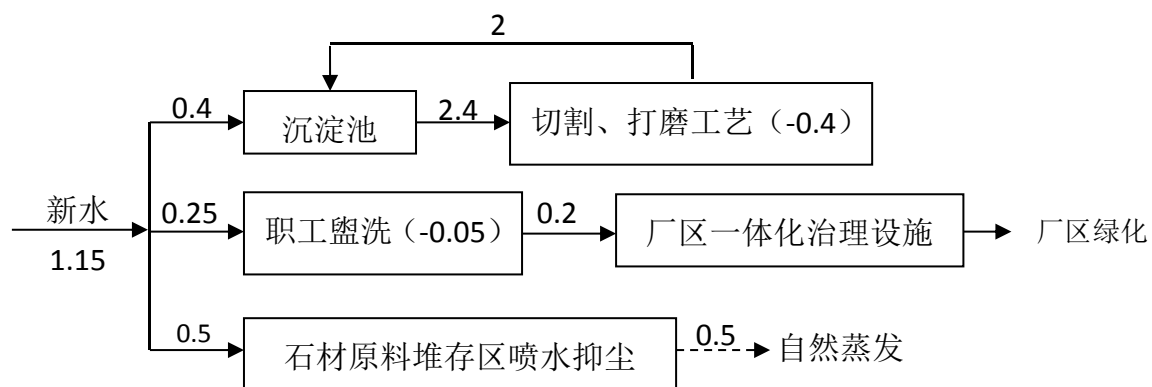 2
0.4
沉淀池
2.4
切割、打磨工艺（-0.4）
新水
1.15
0.25
职工盥洗（-0.05）
0.2
厂区一体化治理设施
厂区绿化
0.5
石材原料堆存区喷水抑尘
0.5
自然蒸发